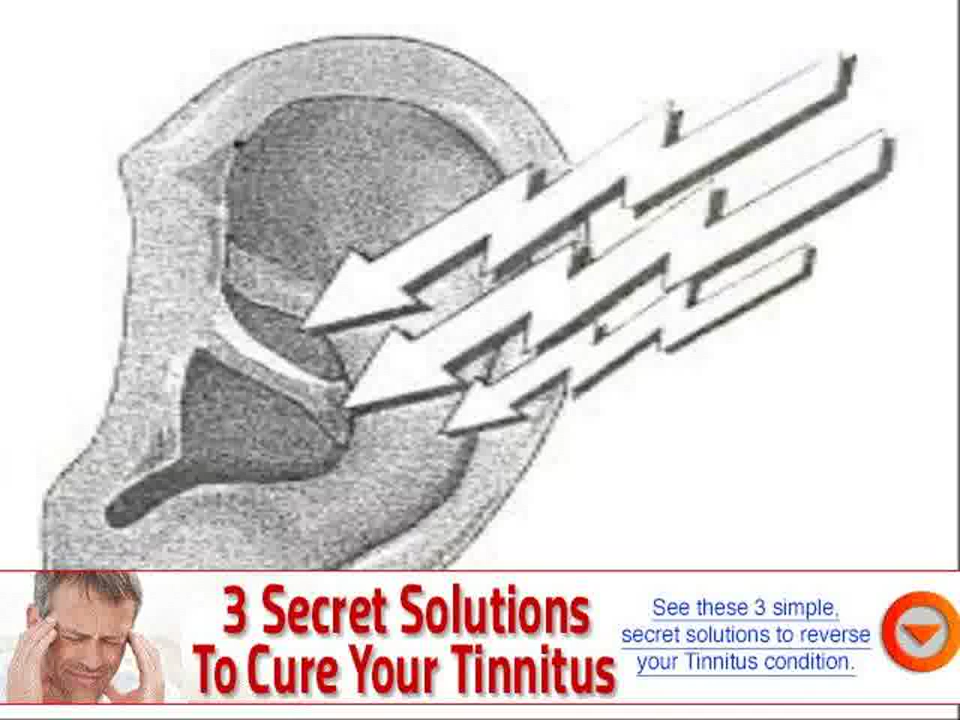 3 Secret Solutions
To Cure Your Tinnitus
See these 3 simple,
secret solutions to reverse
your Tinnitus condition.